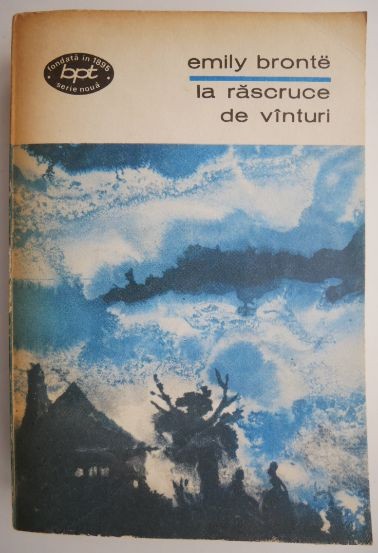 fondată în 1895
bpt
serie nouă
emily brontë
la răscruce
de vînturi